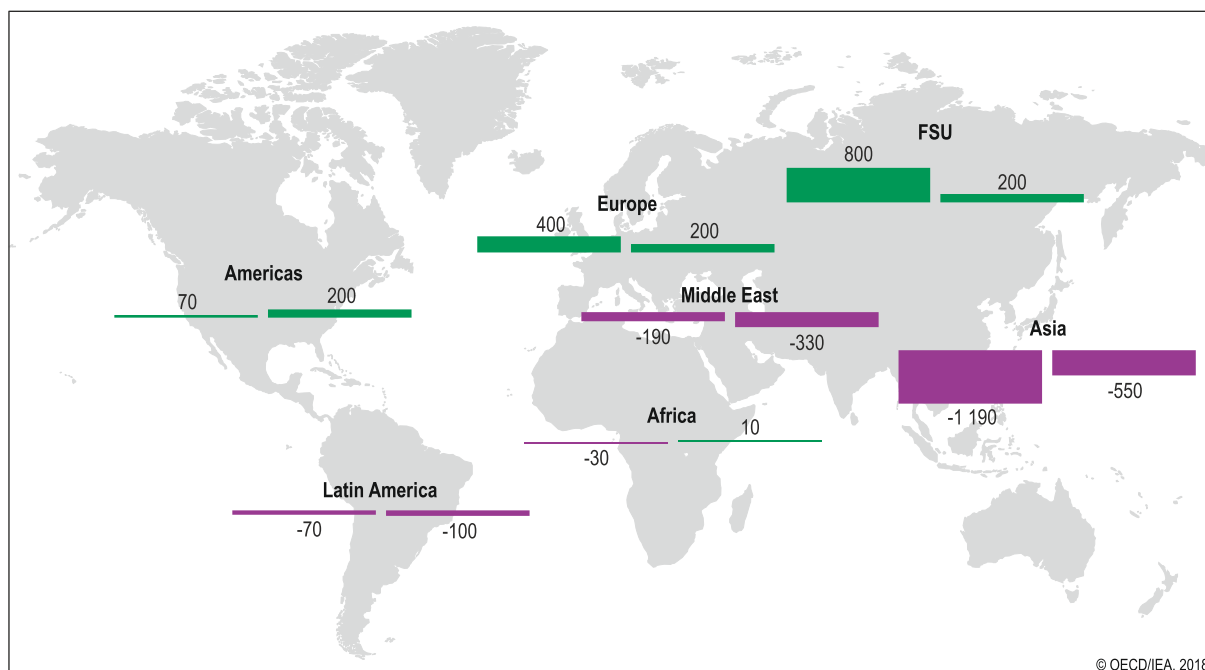 FSU
800
200
Europe
400
200
Americas
70
200
Middle East
-190
-330
Asia
-1 190
-550
Africa
-30
10
Latin America
-70
-100
© OECD/IEA, 2018